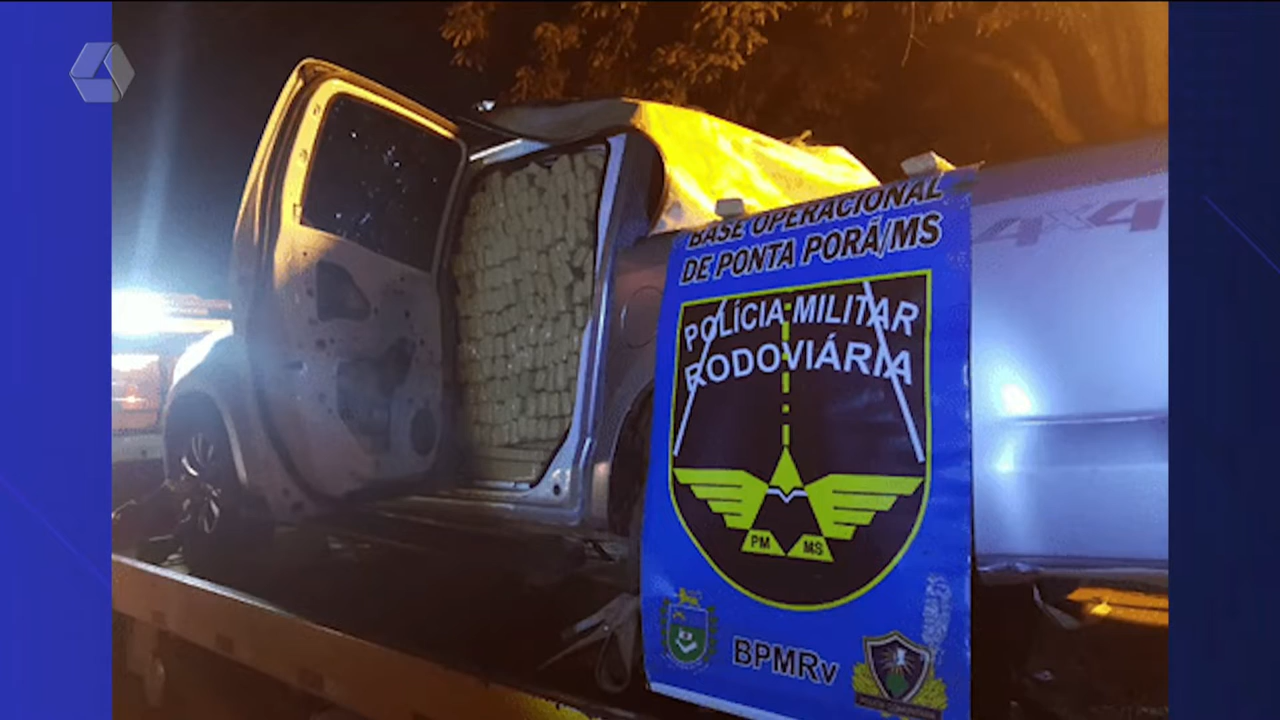 BASE OPERACIONAL
DE PONTA PORÃ/MS
POLÍCIA MILITAR
RODOVIÁRIA
PM MS
BPMRv
4x4